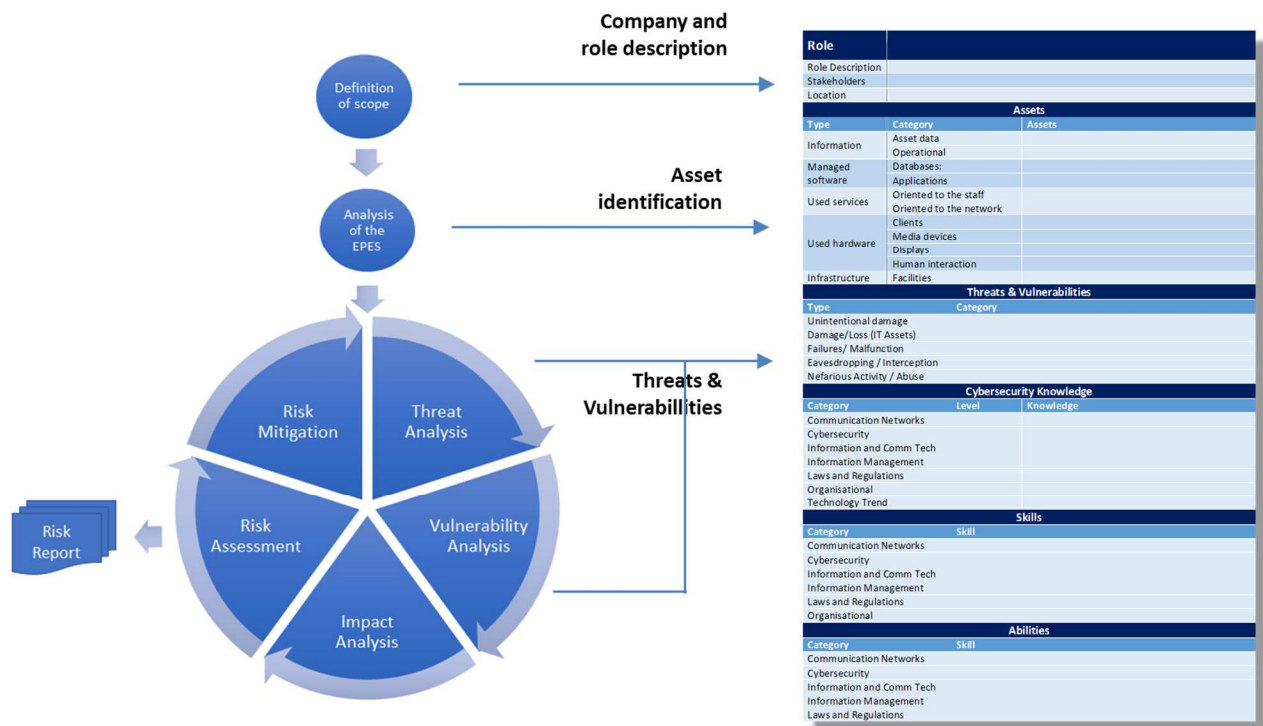 Company and
role description
Definition
of scope
Asset
identification
Analysis
of the
EPES
Threats &
Vulnerabillities
Risk
Mitigation
Threat
Analysis
Risk
Assessment
Vulnerability
Analysis
Impact
Analysis
Risk
Report
Role
Role Description
Stakeholders
Location
Assets
Type Category Assets
Information Asset data
Operational
Managed software Databases:
Applications
Used services Oriented to the staff
Oriented to the network
Used hardware Clients
Media devices
Displays
Human interaction
Infrastructure Facilities
Threats & Vulnerabilities
Type Category
Unintentional damage
Damage/Loss (IT Assets)
Failures/ Malfunction
Eavesdropping / Interception
Nefarious Activity / Abuse
Cybersecurity Knowledge
Category Level Knowledge
Communication Networks
Cybersecurity
Information and Comm Tech
Information Management
Laws and Regulations
Organisational
Technology Trend
Skills
Category Skill
Communication Networks
Cybersecurity
Information and Comm Tech
Information Management
Laws and Regulations
Organisational
Abilities
Category Skill
Communication Networks
Cybersecurity
Information and Comm Tech
Information Management
Laws and Regulations